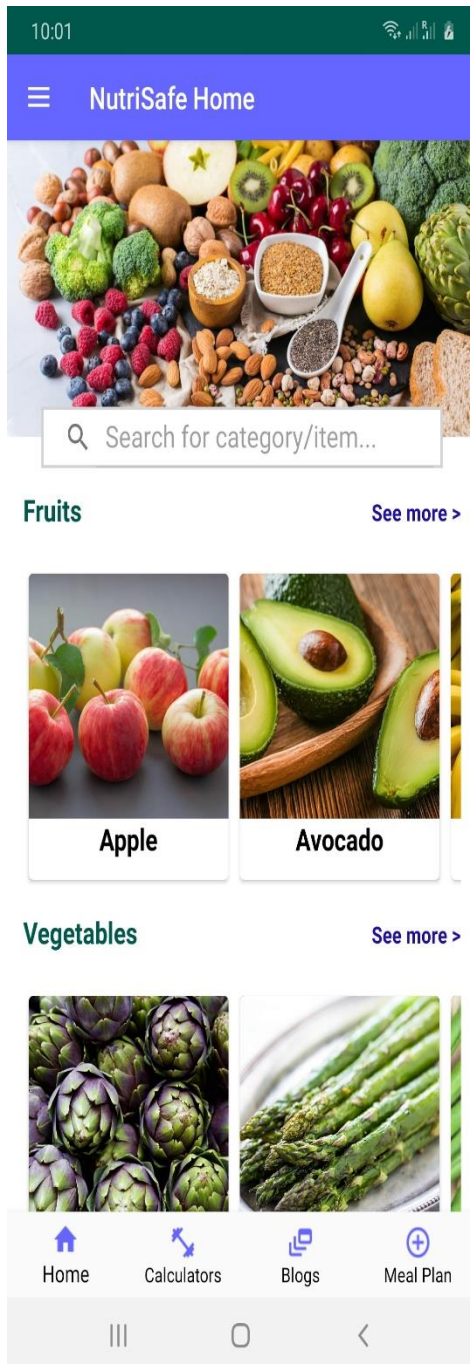 10:01
R
NutriSafe Home
Search for category/item...
Fruits See more >
Apple Avocado
Vegetables See more >
Home Calculators Blogs Meal Plan